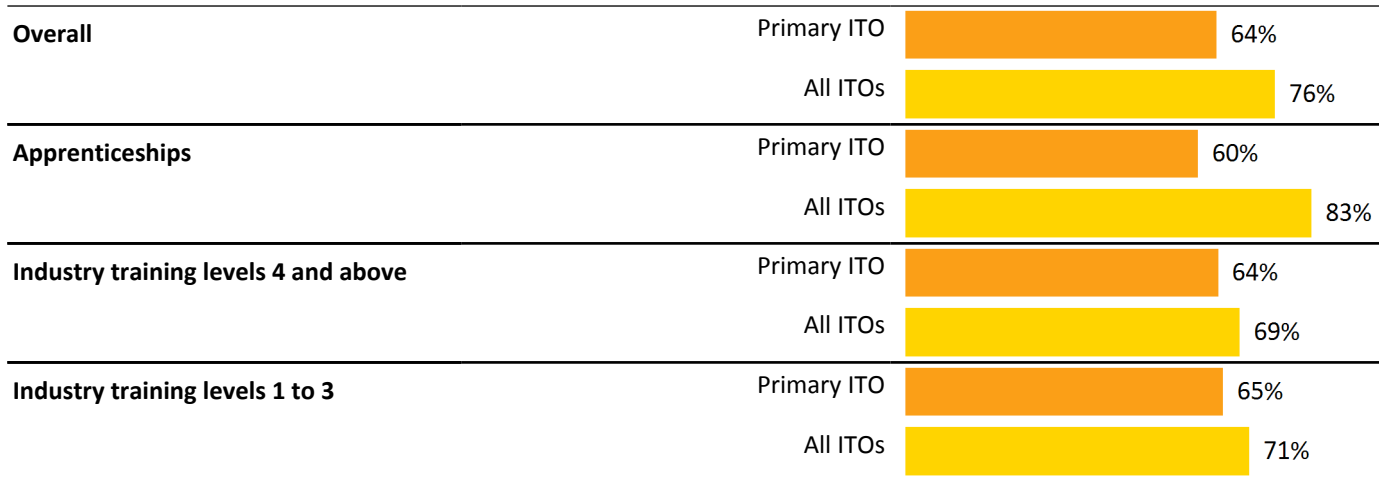 Overall Primary ITO 64%
All ITOs 76%
Apprenticeships Primary ITO 60%
All ITOs 83%
Industry training levels 4 and above Primary ITO 64%
All ITOs 69%
Industry training levels 1 to 3 Primary ITO 65%
All ITOs 71%